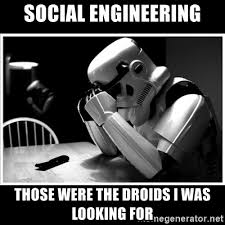 SOCIAL ENGINEERING
THOSE WERE THE DROIDS I WAS
LOOKING FOR
memegenerator.net